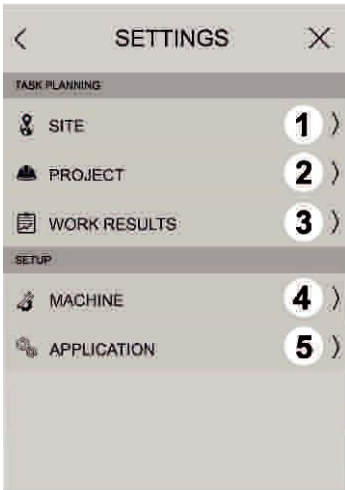 SETTINGS
TASK PLANNING
SITE 1
PROJECT 2
WORK RESULTS 3
SETUP
MACHINE 4
APPLICATION 5